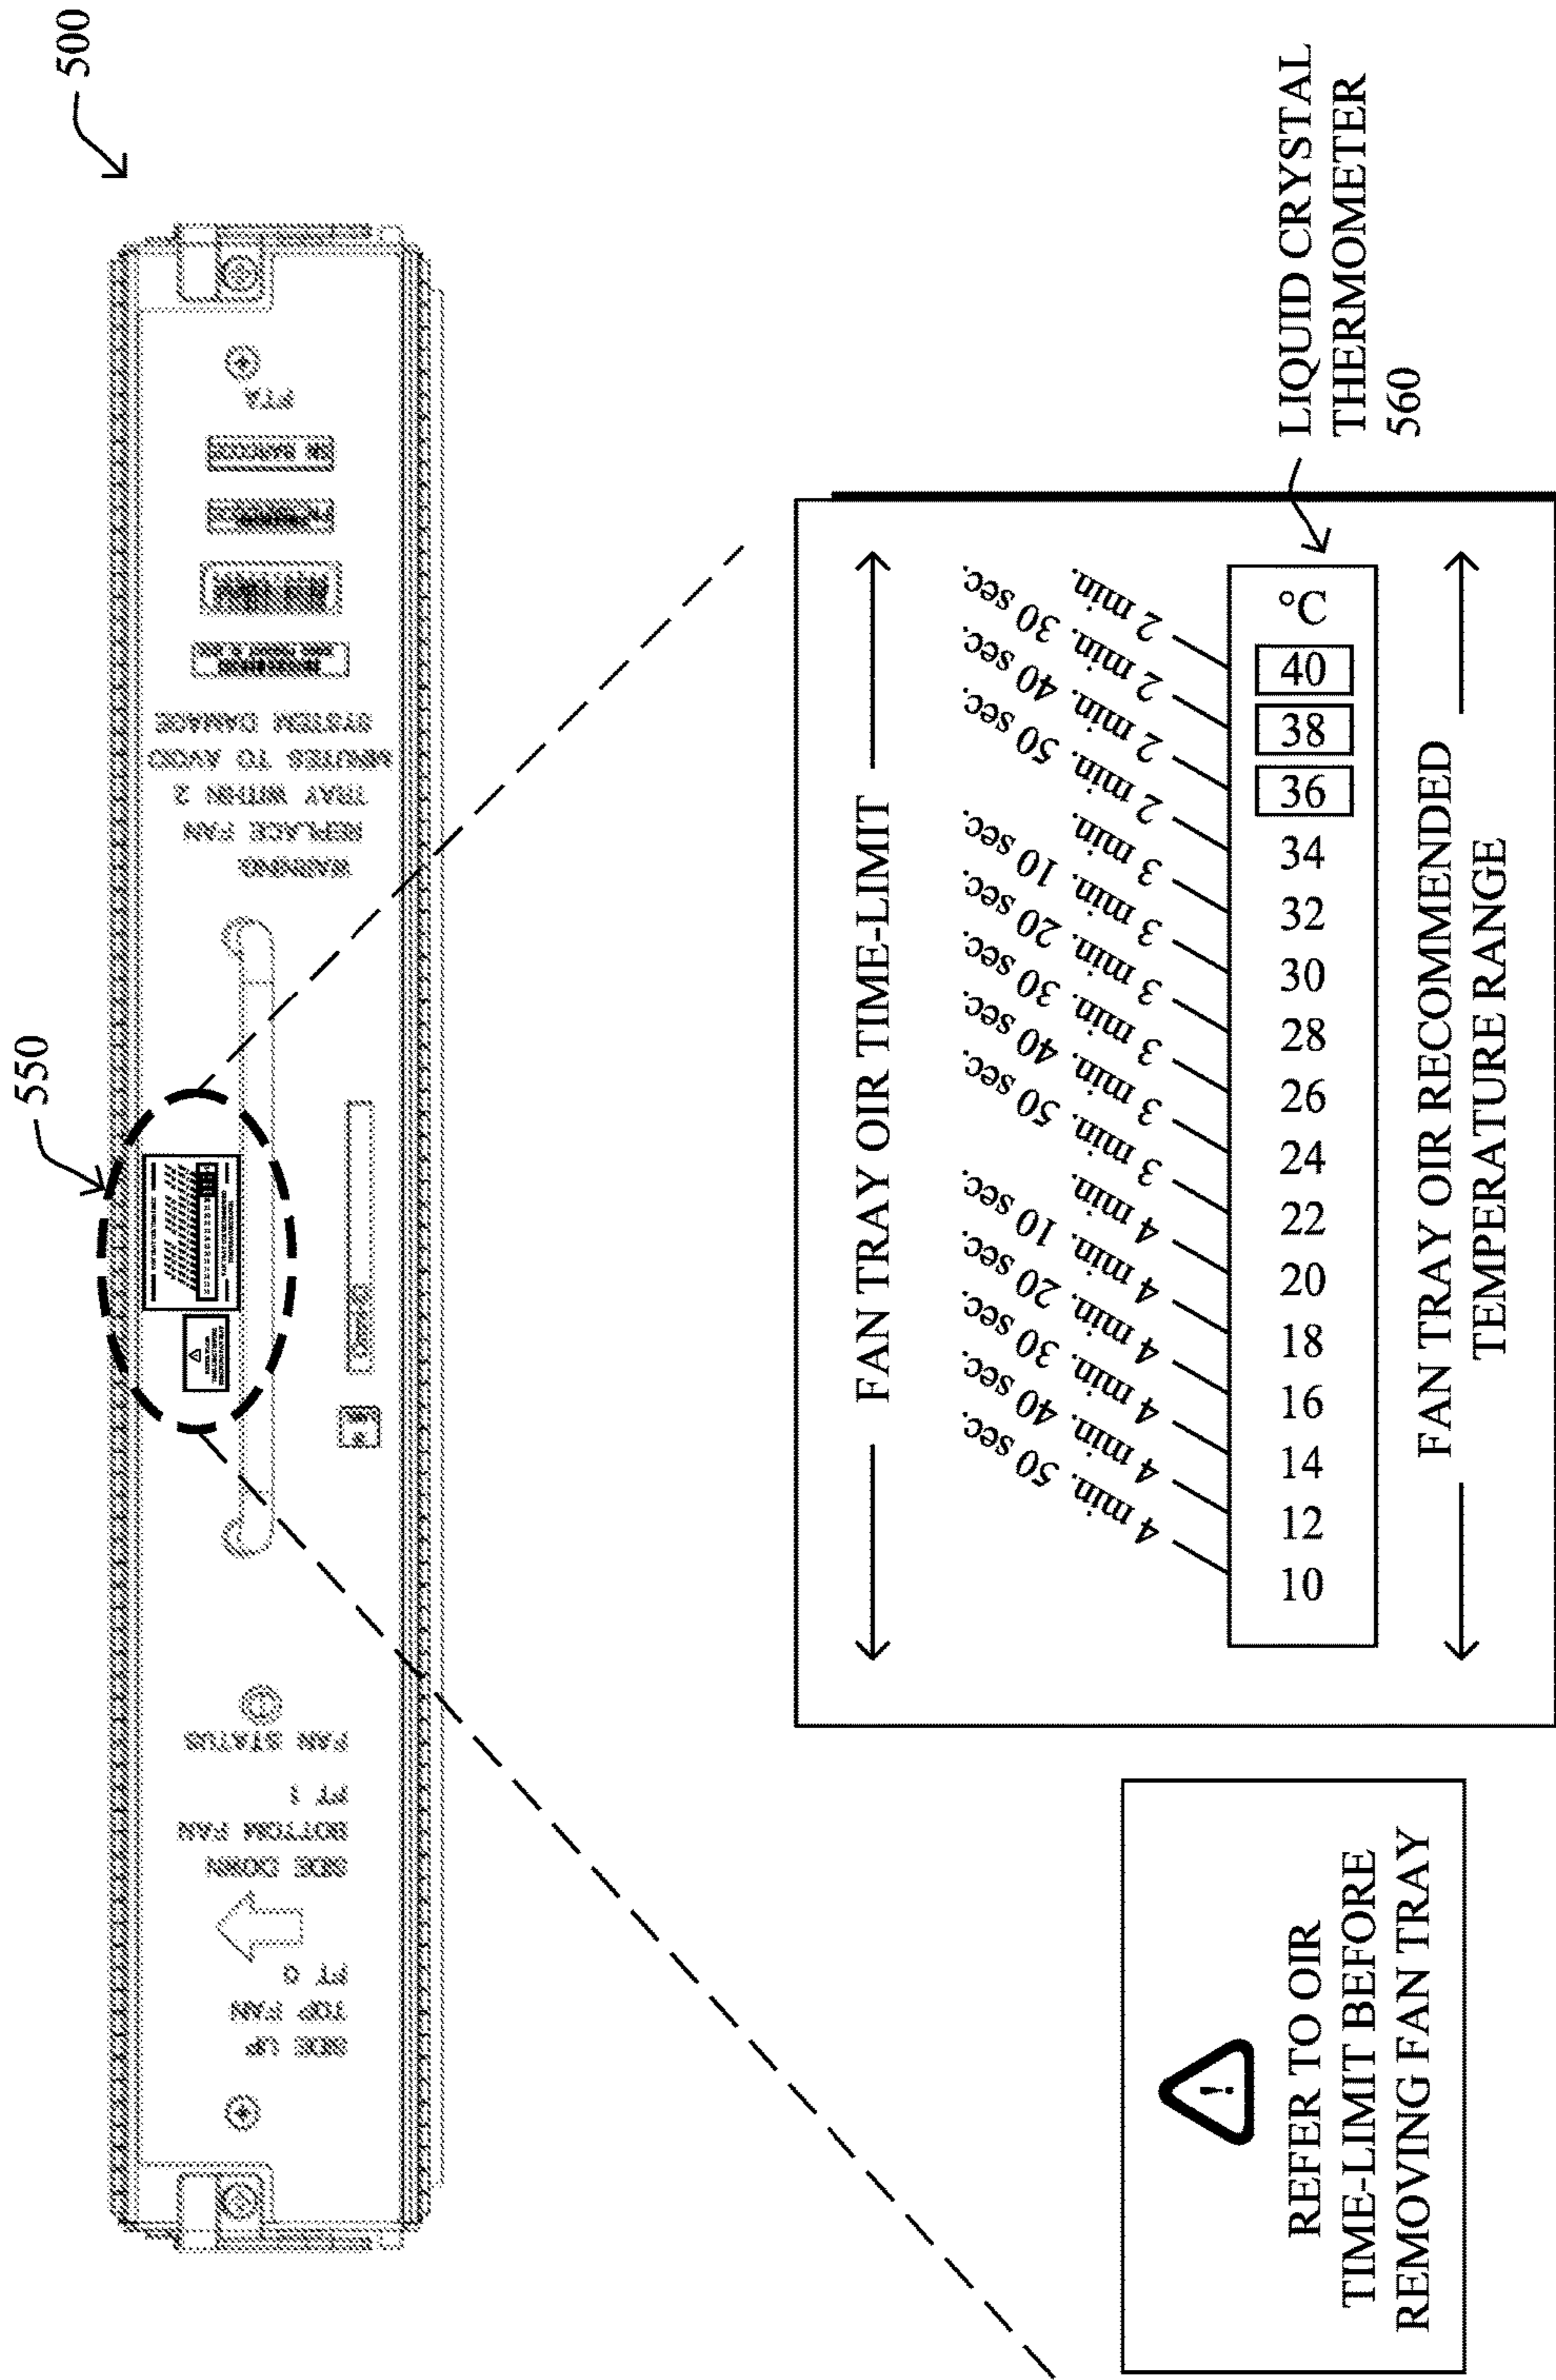 500
550
SIDE UP
TOP FAN
FT 0
SIDE DOWN
BOTTOM FAN
FT 1
FAN STATUS
WARNING
REPLACE FAN
TRAY WITHIN 2
MINUTES TO AVOID
SYSTEM DAMAGE
SN BARCODE
FTA
REFER TO OIR
TIME-LIMIT BEFORE
REMOVING FAN TRAY
FAN TRAY OIR TIME-LIMIT
4 min. 50 sec.
4 min. 40 sec.
4 min. 30 sec.
4 min. 20 sec.
4 min. 10 sec.
4 min.
3 min. 50 sec.
3 min. 40 sec.
3 min. 30 sec.
3 min. 20 sec.
3 min. 10 sec.
3 min.
2 min. 50 sec.
2 min. 40 sec.
2 min. 30 sec.
2 min.
10 12 14 16 18 20 22 24 26 28 30 32 34 36 38 40 °C
FAN TRAY OIR RECOMMENDED
TEMPERATURE RANGE
LIQUID CRYSTAL
THERMOMETER
560